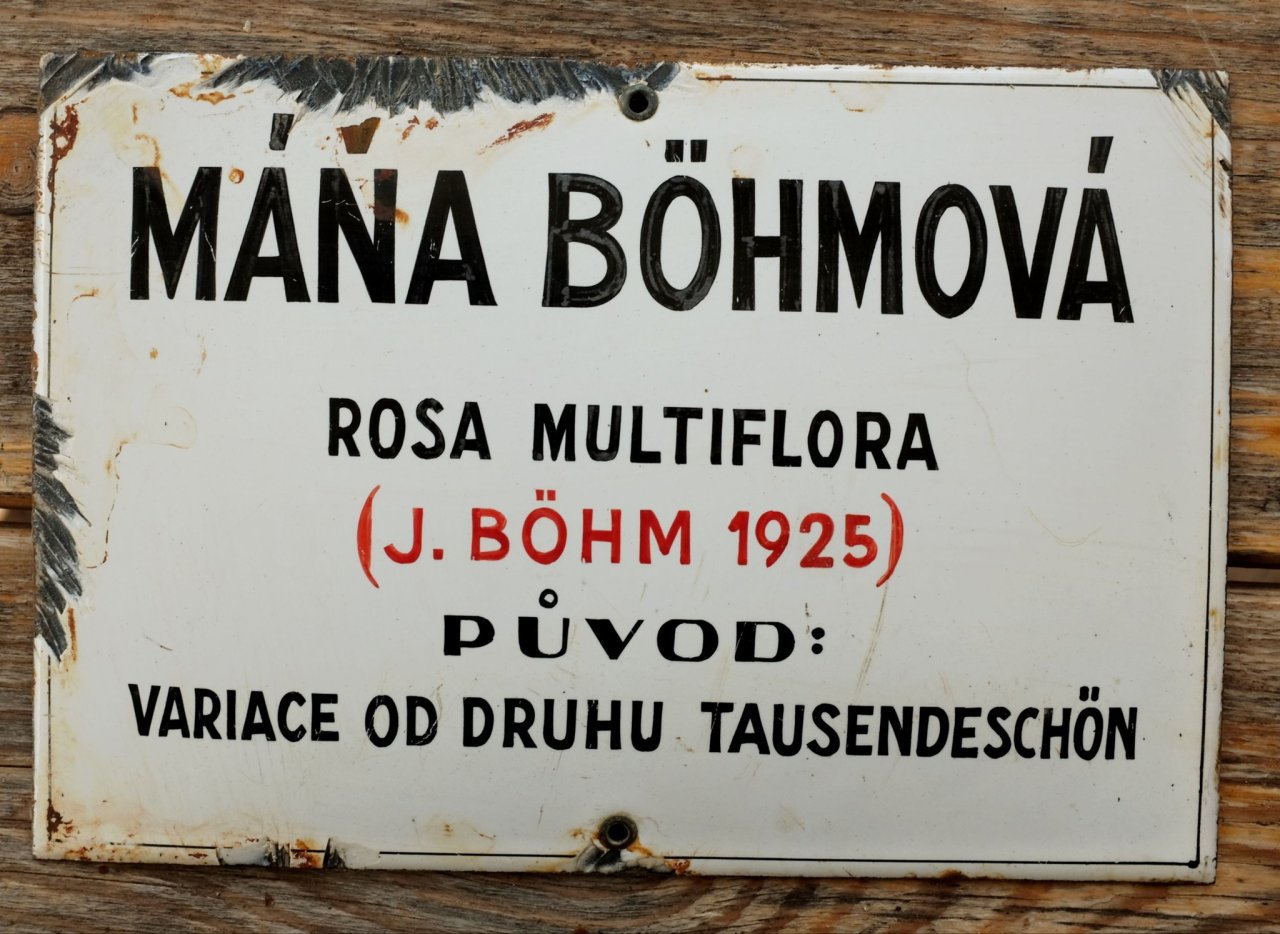 MÁŇA BÖHMOVÁ
ROSA MULTIFLORA
(J. BÖHM 1925)
PŮVOD:
VARIACE OD DRUHU TAUSENDESCHÖN